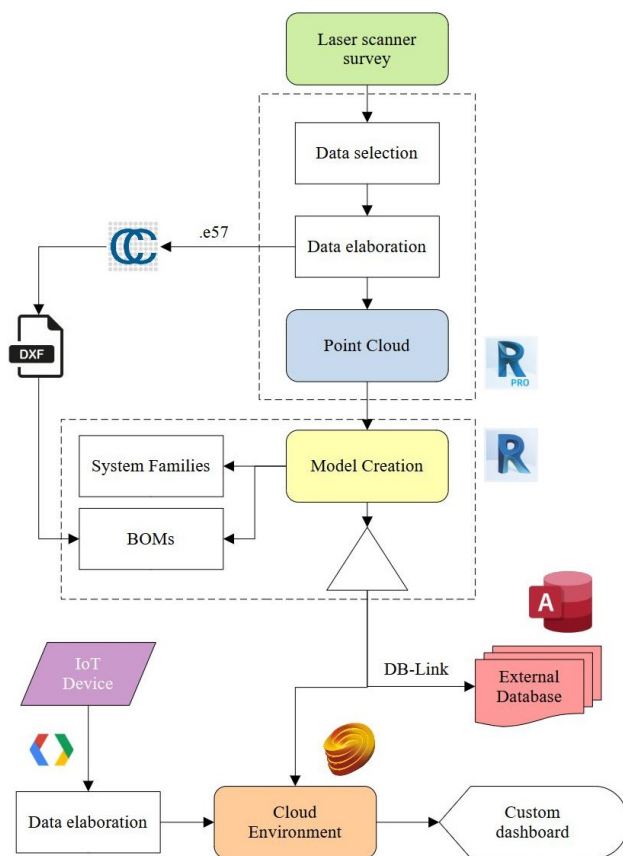 Laser scanner
survey
Data selection
.e57
Data elaboration
CC
DXF
Point Cloud
R
PRO
System Families
Model Creation
R
BOMs
A
IoT
Device
DB-Link
External
Database
Data elaboration
Cloud
Environment
Custom
dashboard